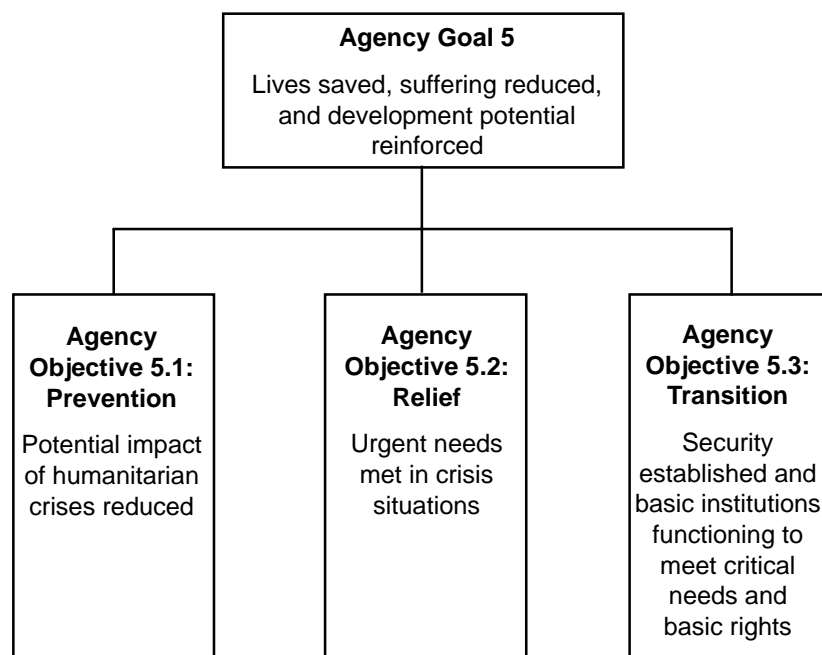 Agency Goal 5
Lives saved, suffering reduced,
and development potential
reinforced
Agency
Objective 5.1:
Prevention
Potential impact
of humanitarian
crises reduced
Agency
Objective 5.2:
Relief
Urgent needs
met in crisis
situations
Agency
Objective 5.3:
Transition
Security
established and
basic institutions
functioning to
meet critical
needs and
basic rights